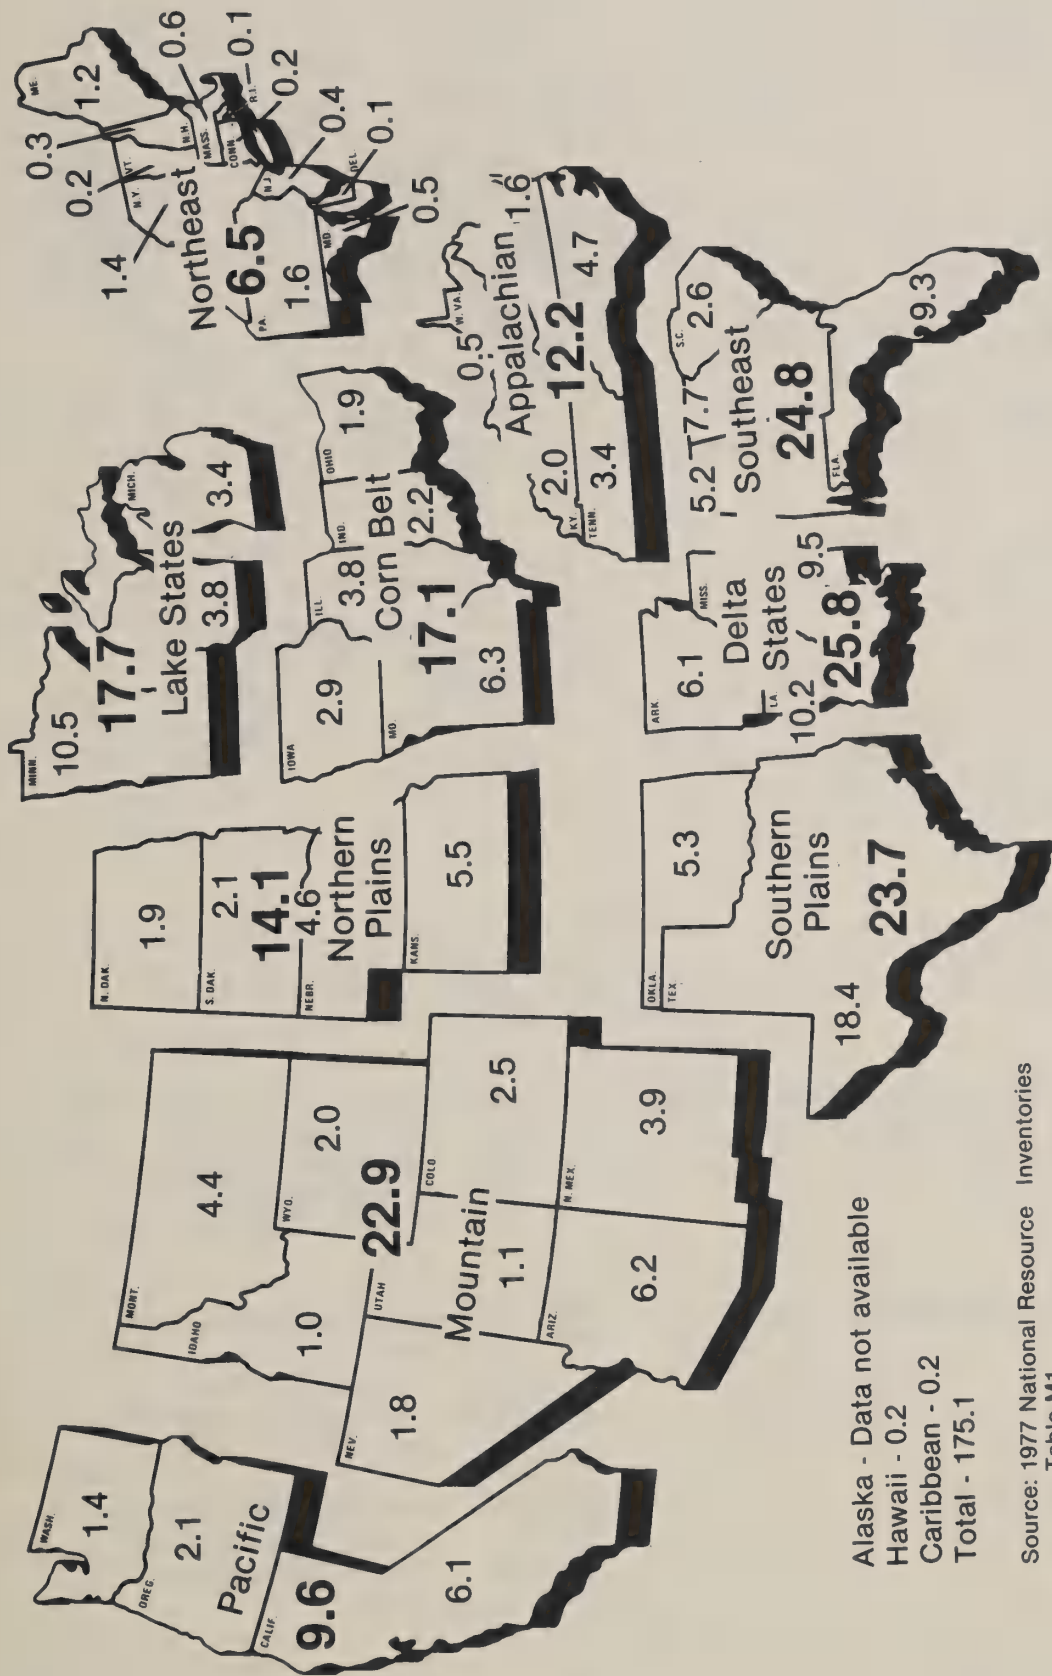 WASH.
1.4
OREG.
2.1
Pacific
CALIF.
9.6
6.1
MONT.
4.4
IDAHO
1.0
WYO.
2.0
22.9
NEV.
1.8
UTAH
Mountain
1.1
COLO
2.5
ARIZ.
6.2
N. MEX.
3.9
N. DAK.
1.9
S. DAK.
2.1
14.1
NEBR.
4.6
Northern
Plains
KANS.
5.5
OKLA.
5.3
TEX
Southern
Plains
18.4
23.7
MINN.
10.5
17.7
Lake States
MICH.
3.8
3.4
IOWA
2.9
ILL.
3.8
IND.
OHIO
1.9
Corn Belt
2.2
17.1
MO.
6.3
ARK.
6.1
MISS.
Delta
States
LA.
10.2
9.5
25.8
Northeast
6.5
ME.
1.2
0.3
0.2
1.4
N.Y.
VT.
N.H.
MASS.
CONN.
R.I.
0.6
0.1
0.2
N.J.
0.4
DEL.
0.1
MD.
0.5
PA.
1.6
W. VA.
0.5
Appalachian
1.6
12.2
4.7
KY.
2.0
TENN.
3.4
S.C.
2.6
5.2
7.7
Southeast
24.8
FLA.
9.3
Alaska - Data not available
Hawaii - 0.2
Caribbean - 0.2
Total - 175.1
Source: 1977 National Resource Inventories
Table M1